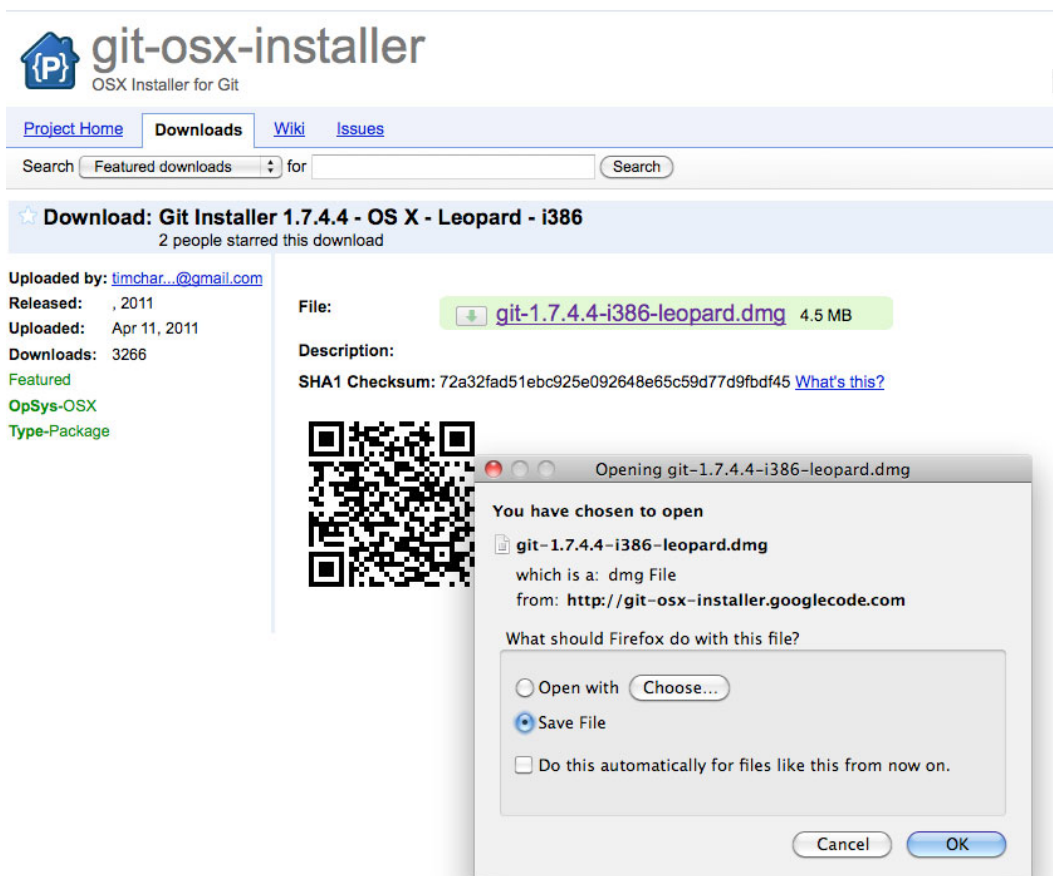 {P}
git-osx-installer
OSX Installer for Git
Project Home Downloads Wiki Issues
Search Featured downloads for Search
Download: Git Installer 1.7.4.4 - OS X - Leopard - i386
2 people starred this download
Uploaded by: timchar...@gmail.com
Released: , 2011
Uploaded: Apr 11, 2011
Downloads: 3266
Featured
OpSys-OSX
Type-Package
File: git-1.7.4.4-i386-leopard.dmg 4.5 MB
Description:
SHA1 Checksum: 72a32fad51ebc925e092648e65c59d77d9fbdf45 What's this?
Opening git-1.7.4.4-i386-leopard.dmg
You have chosen to open
git-1.7.4.4-i386-leopard.dmg
which is a: dmg File
from: http://git-osx-installer.googlecode.com
What should Firefox do with this file?
Open with Choose...
Save File
Do this automatically for files like this from now on.
Cancel OK